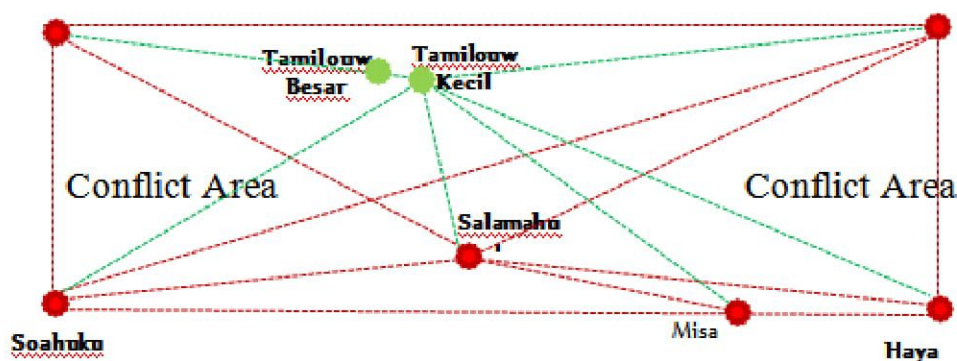 Tamilouw
Besar
Tamilouw
Kecil
Conflict Area
Conflict Area
Salamahu
Soahuku
Misa
Haya